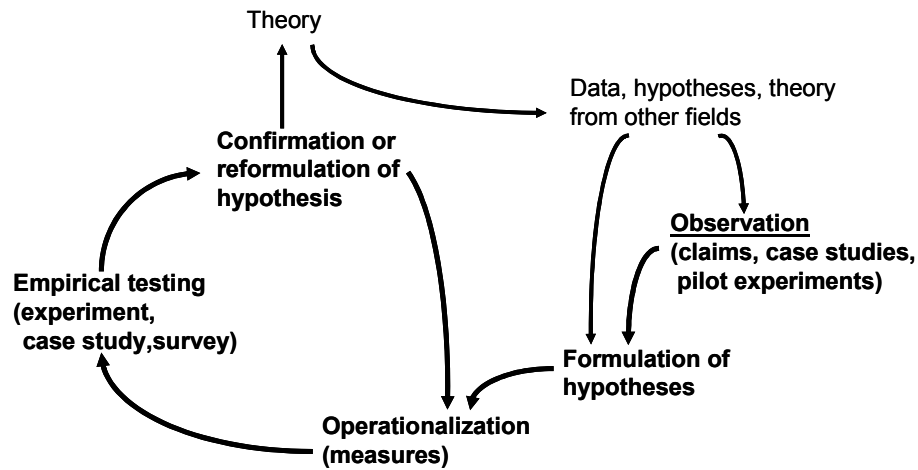 Theory
Data, hypotheses, theory
from other fields
Confirmation or
reformulation of
hypothesis
Observation
(claims, case studies,
pilot experiments)
Empirical testing
(experiment,
case study,survey)
Formulation of
hypotheses
Operationalization
(measures)